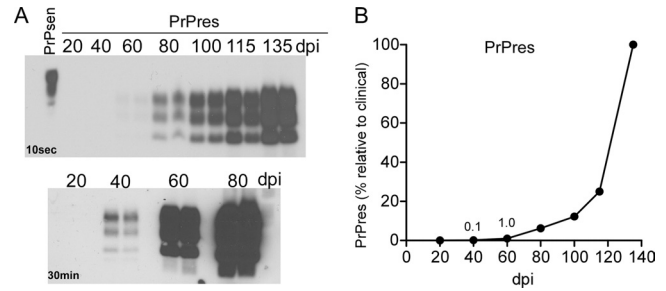 A
PrPsen
PrPres
20 40 60 80 100 115 135 dpi
10sec
20 40 60 80 dpi
30min
B
PrPres
PrPres (% relative to clinical)
100
80
60
40
20
0
0.1 1.0
0 20 40 60 80 100 120 140
dpi